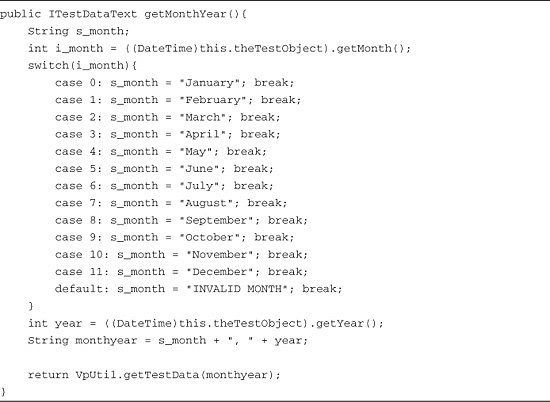 public ITestDataText getMonthYear(){
    String s_month;
    int i_month = ((DateTime)this.theTestObject).getMonth();
    switch(i_month){
        case 0: s_month = "January"; break;
        case 1: s_month = "February"; break;
        case 2: s_month = "March"; break;
        case 3: s_month = "April"; break;
        case 4: s_month = "May"; break;
        case 5: s_month = "June"; break;
        case 6: s_month = "July"; break;
        case 7: s_month = "August"; break;
        case 8: s_month = "September"; break;
        case 9: s_month = "October"; break;
        case 10: s_month = "November"; break;
        case 11: s_month = "December"; break;
        default: s_month = "INVALID MONTH"; break;
    }
    int year = ((DateTime)this.theTestObject).getYear();
    String monthyear = s_month + ", " + year;

    return VpUtil.getTestData(monthyear);
}